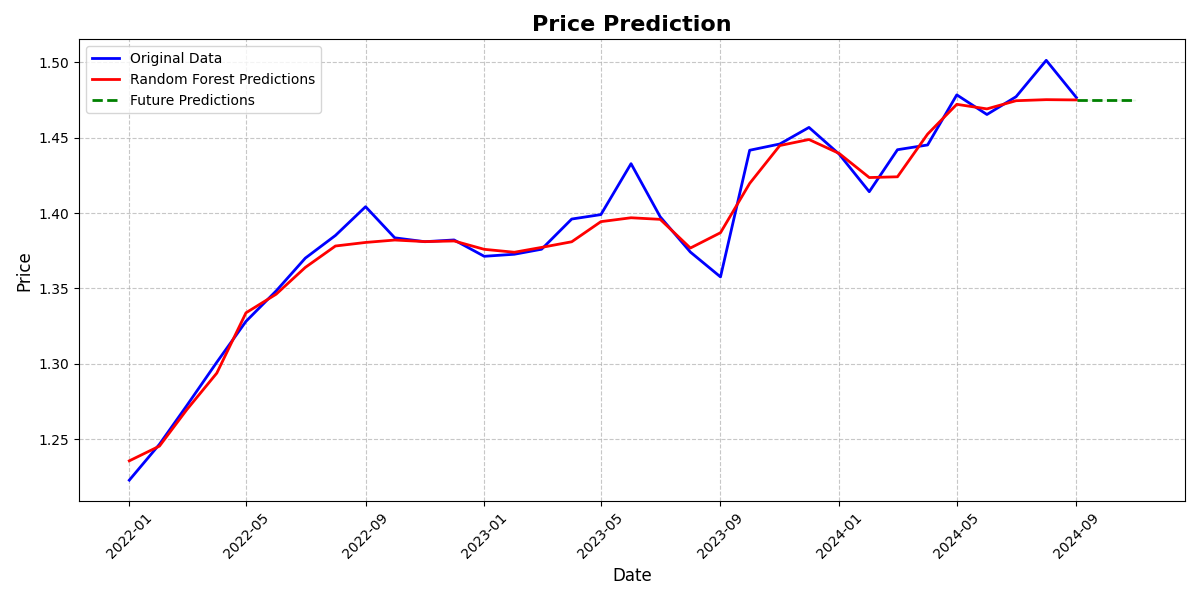 Price Prediction
Original Data
Random Forest Predictions
Future Predictions
Price
1.50
1.45
1.40
1.35
1.30
1.25
2022-01
2022-05
2022-09
2023-01
2023-05
2023-09
2024-01
2024-05
2024-09
Date